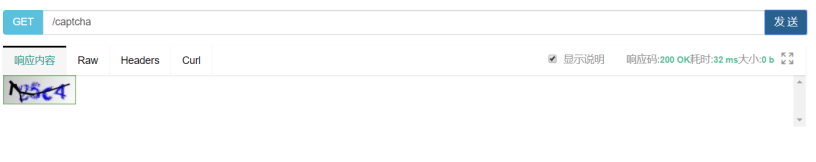 GET /captcha 发 送
响应内容 Raw Headers Curl 显示说明 响应码:200 OK耗时:32 ms大小:0 b